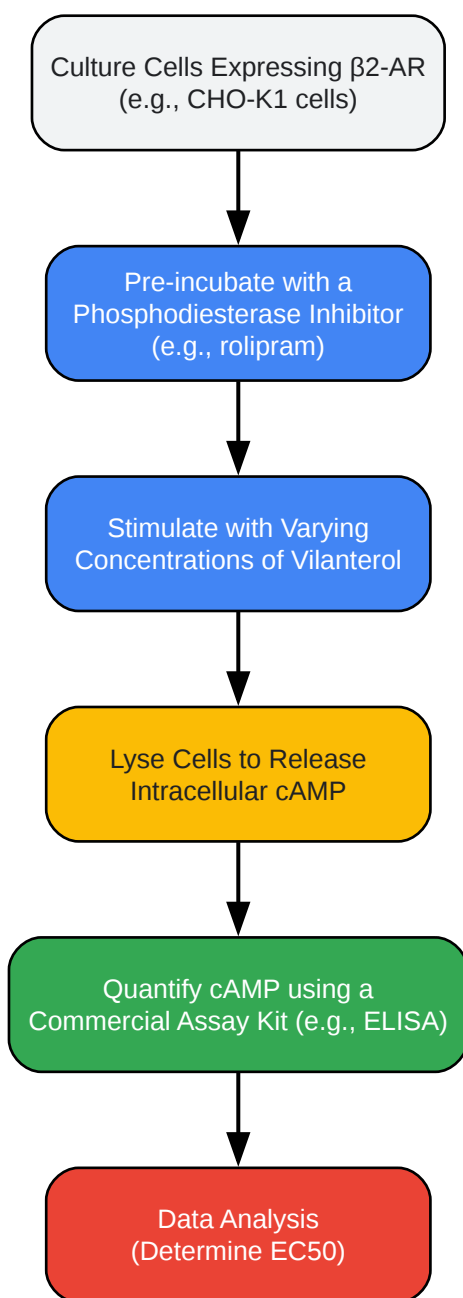 Culture Cells Expressing β2-AR
(e.g., CHO-K1 cells)
Pre-incubate with a
Phosphodiesterase Inhibitor
(e.g., rolipram)
Stimulate with Varying
Concentrations of Vilanterol
Lyse Cells to Release
Intracellular cAMP
Quantify cAMP using a
Commercial Assay Kit (e.g., ELISA)
Data Analysis
(Determine EC50)